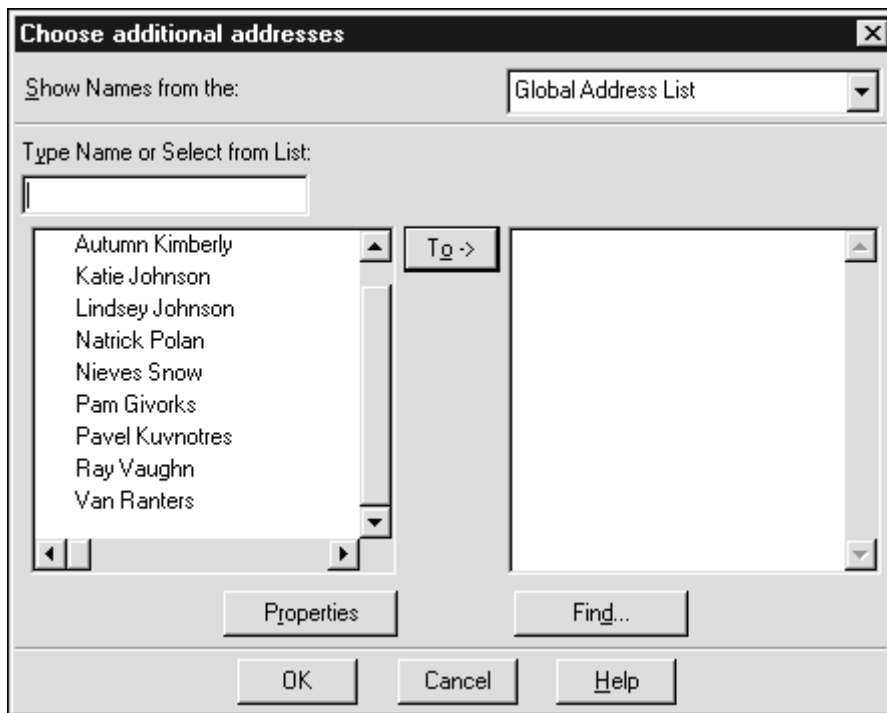 Choose additional addresses
Show Names from the:
Global Address List
Type Name or Select from List:
Autumn Kimberly
Katie Johnson
Lindsey Johnson
Natrick Polan
Nieves Snow
Pam Givorks
Pavel Kuvnotres
Ray Vaughn
Van Ranters
To ->
Properties
Find...
OK
Cancel
Help